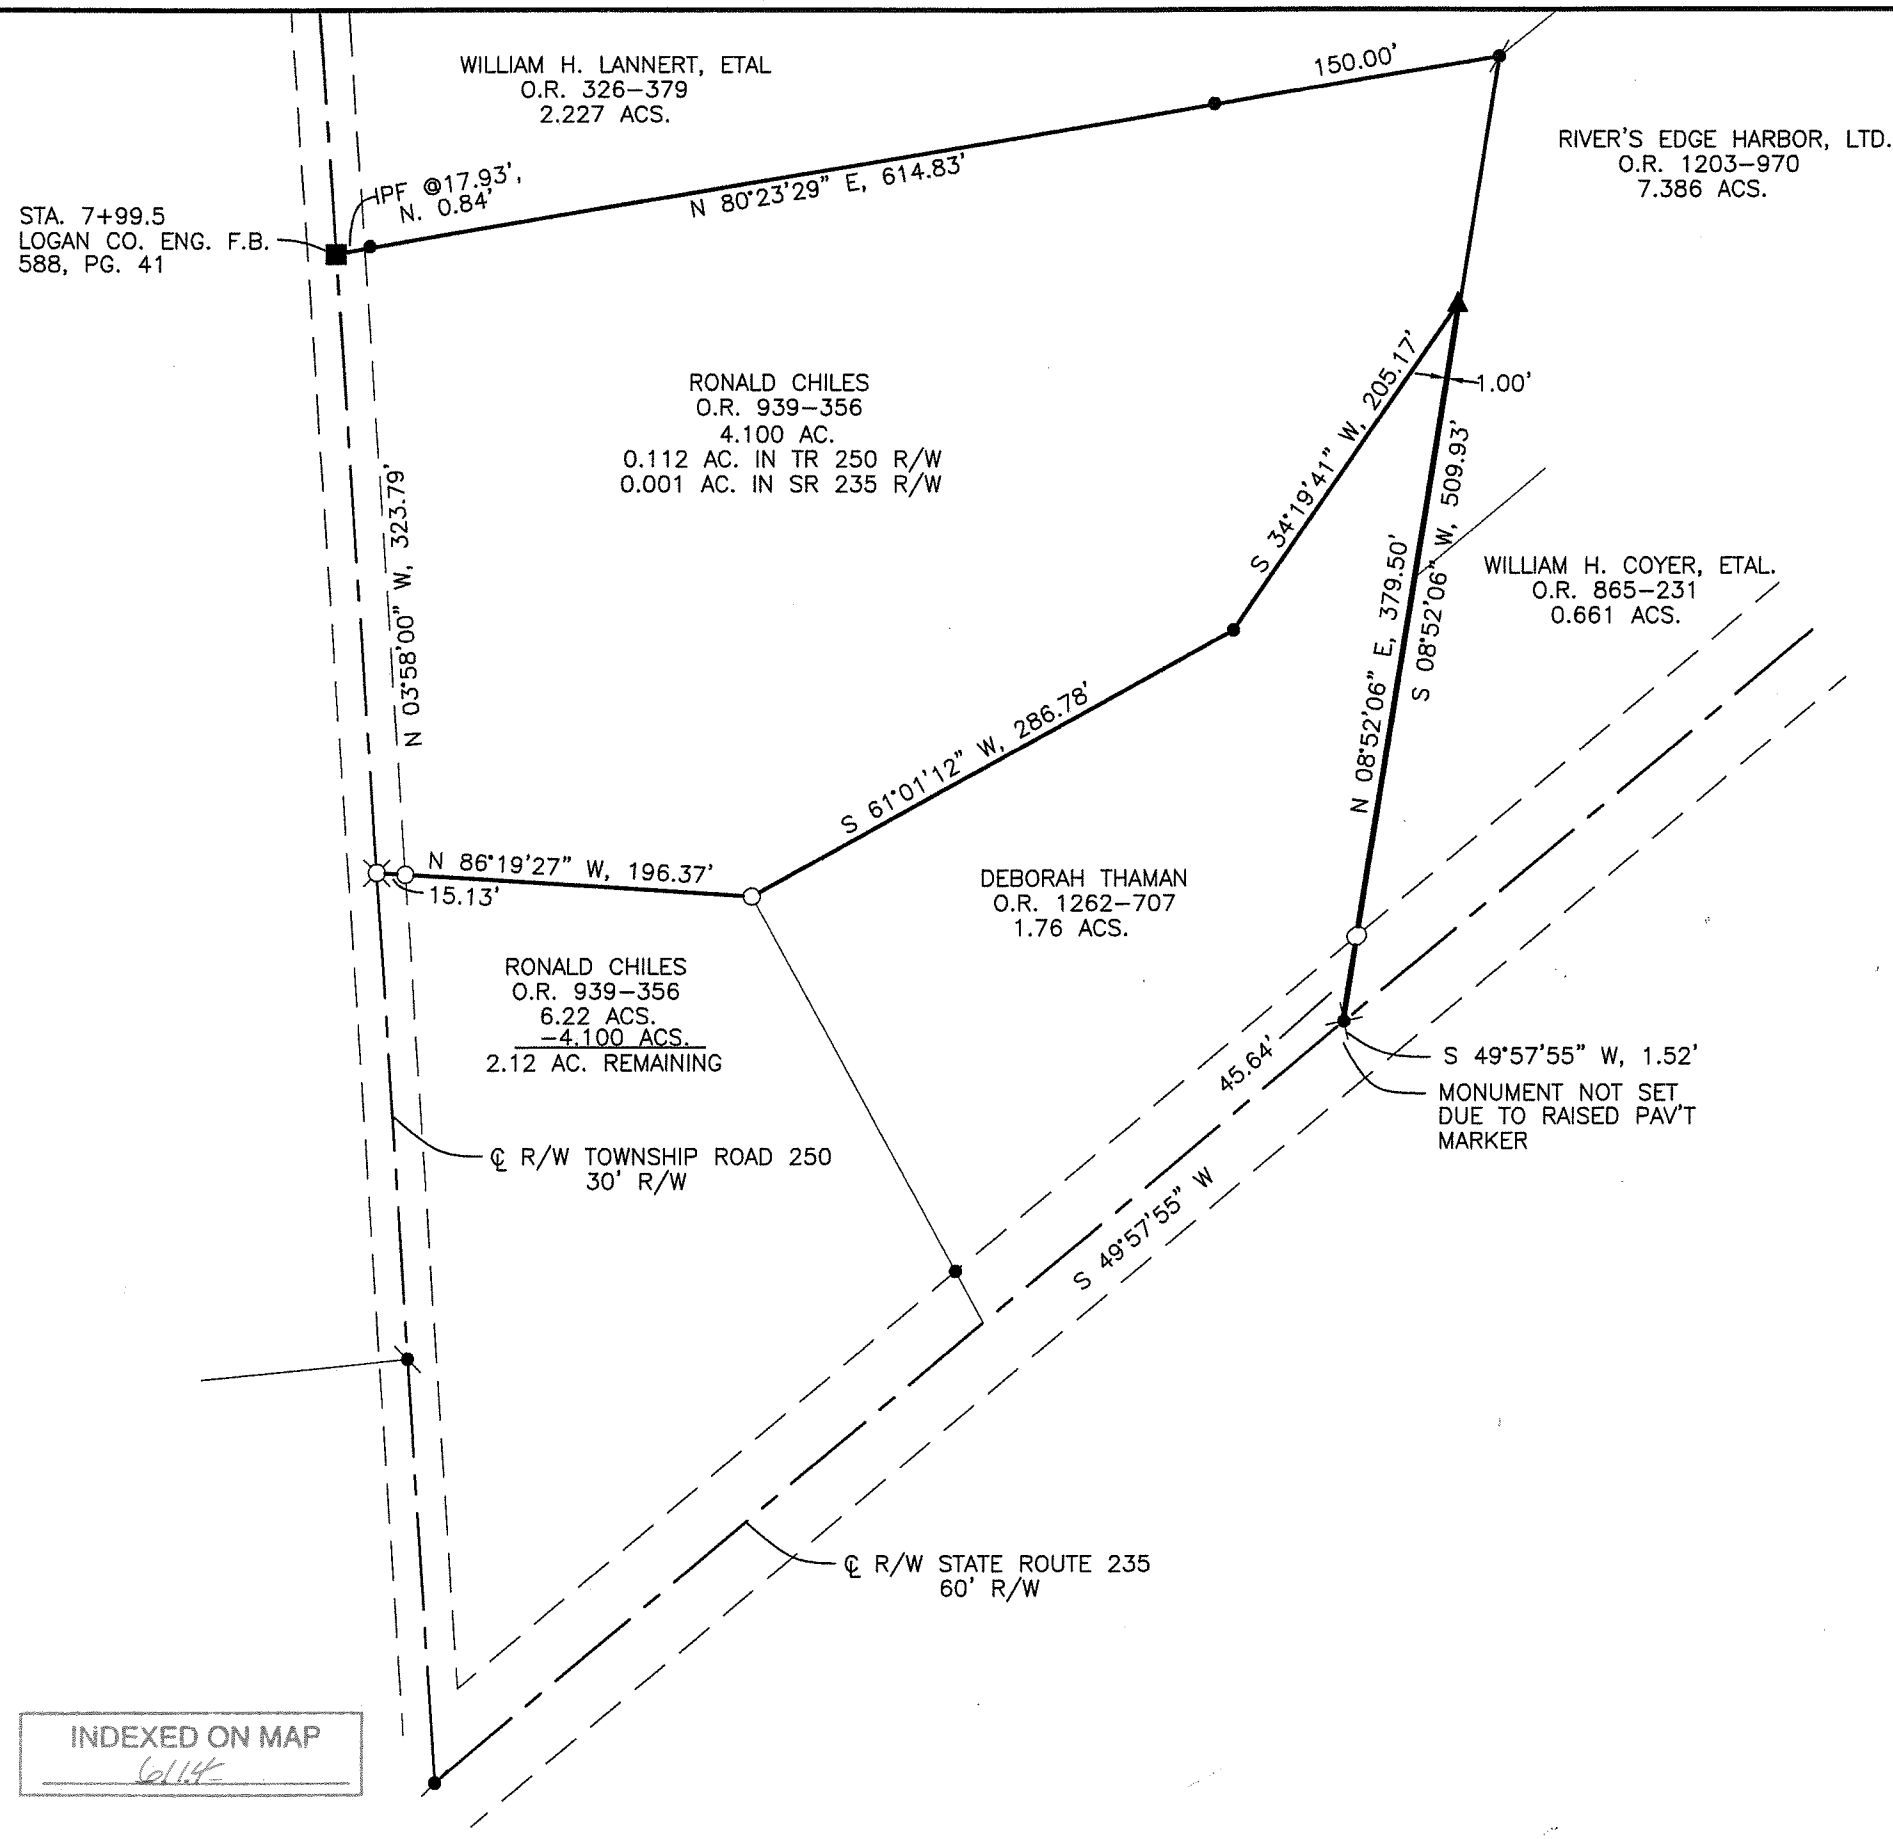 WILLIAM H. LANNERT, ETAL
O.R. 326-379
2.227 ACS.
150.00'
RIVER'S EDGE HARBOR, LTD.
O.R. 1203-970
7.386 ACS.
IPF @17.93',
N. 0.84'
N 80°23'29" E, 614.83'
STA. 7+99.5
LOGAN CO. ENG. F.B.
588, PG. 41
RONALD CHILES
O.R. 939-356
4.100 AC.
0.112 AC. IN TR 250 R/W
0.001 AC. IN SR 235 R/W
S 34°19'41" W, 205.17'
1.00'
N 03°58'00" W, 323.79'
N 08°52'06" E, 379.50'
S 08°52'06" W, 509.93'
WILLIAM H. COYER, ETAL.
O.R. 865-231
0.661 ACS.
S 61°01'12" W, 286.78'
N 86°19'27" W, 196.37'
15.13'
DEBORAH THAMAN
O.R. 1262-707
1.76 ACS.
RONALD CHILES
O.R. 939-356
6.22 ACS.
-4.100 ACS.
2.12 AC. REMAINING
45.64'
S 49°57'55" W, 1.52'
MONUMENT NOT SET
DUE TO RAISED PAV'T
MARKER
℄ R/W TOWNSHIP ROAD 250
30' R/W
S 49°57'55" W
℄ R/W STATE ROUTE 235
60' R/W
INDEXED ON MAP